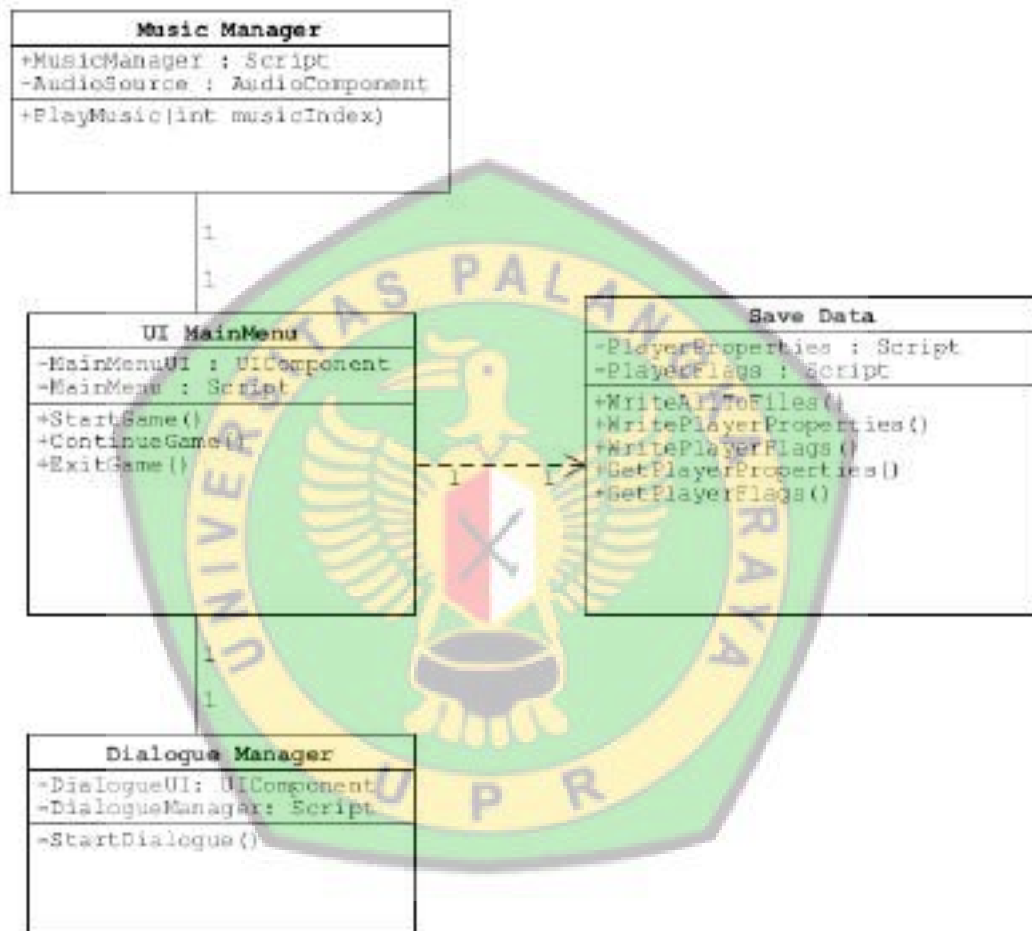 Music Manager
+MusicManager : Script
-AudioSource : AudioComponent
+PlayMusic(int musicIndex)
1
1
UI MainMenu
-MainMenuUI : UIComponent
-MainMenu : Script
+StartGame()
+ContinueGame()
+ExitGame()
1
1
Save Data
-PlayerProperties : Script
-PlayerFlags : Script
+WriteAllToFiles()
+WritePlayerProperties()
+WritePlayerFlags()
+GetPlayerProperties()
+GetPlayerFlags()
1
1
Dialogue Manager
-DialogueUI: UIComponent
-DialogueManager: Script
-StartDialogue()
UNIVERSITAS PALANGKA RAYA
UPR